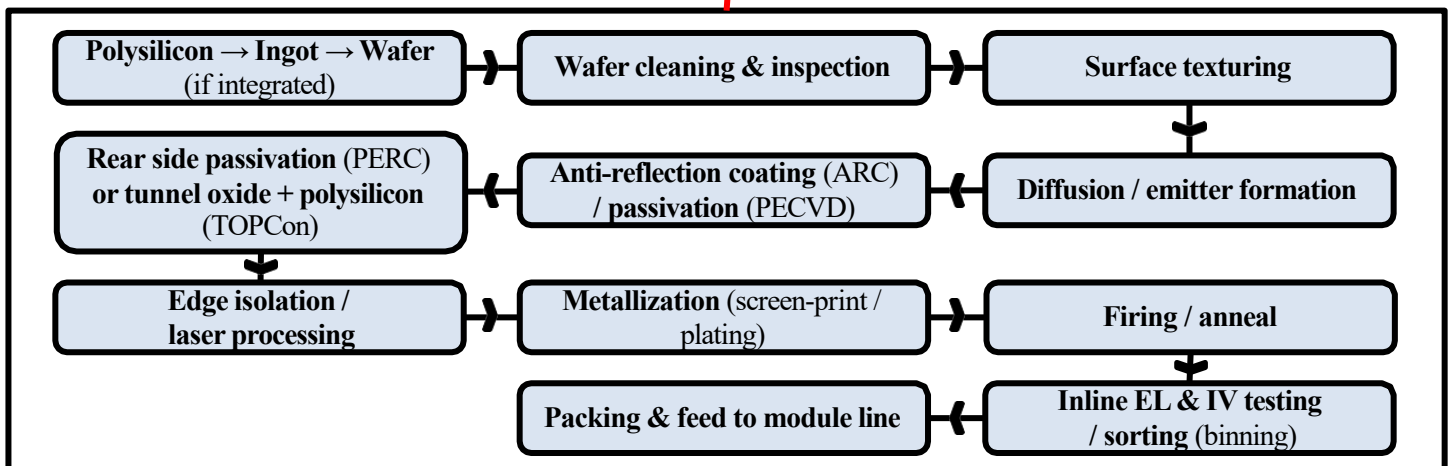 Polysilicon → Ingot → Wafer
(if integrated)
Wafer cleaning & inspection
Surface texturing
Diffusion / emitter formation
Anti-reflection coating (ARC)
/ passivation (PECVD)
Rear side passivation (PERC)
or tunnel oxide + polysilicon
(TOPCon)
Edge isolation /
laser processing
Metallization (screen-print /
plating)
Firing / anneal
Inline EL & IV testing
/ sorting (binning)
Packing & feed to module line